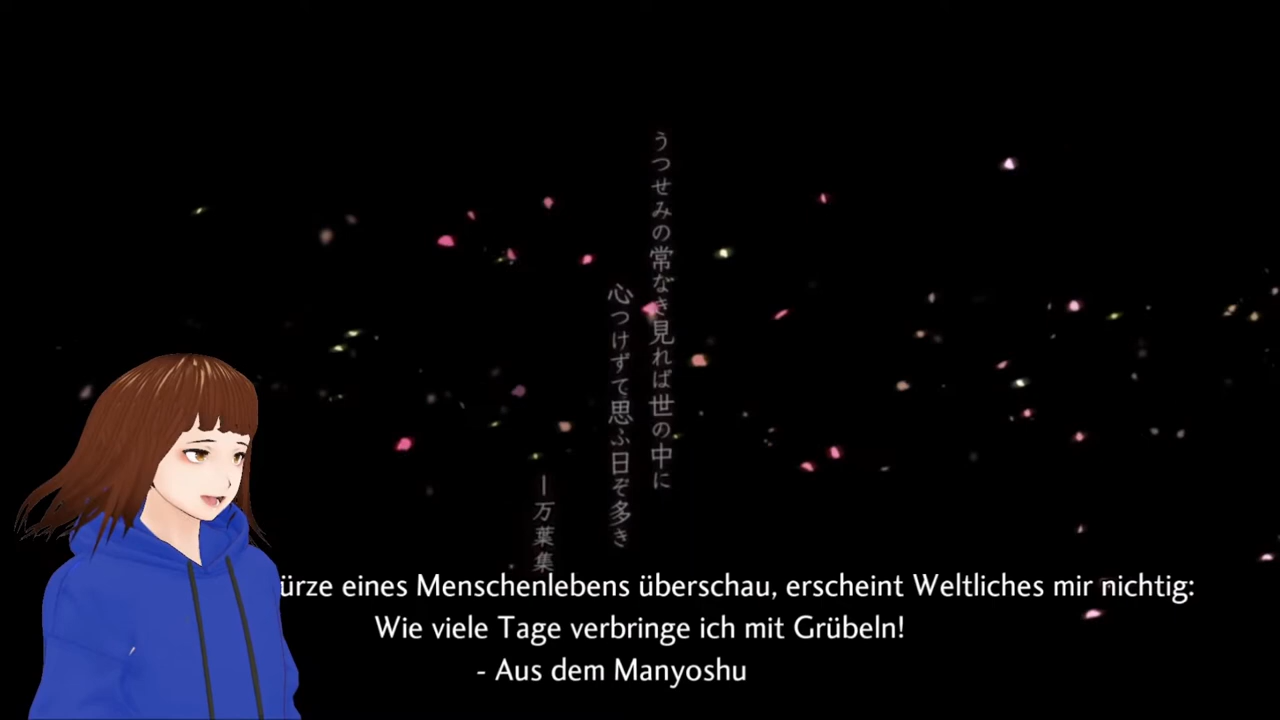 うつせみの常なき見れば世の中に
心つけずて思ふ日ぞ多き
―万葉集
ürze eines Menschenlebens überschau, erscheint Weltliches mir nichtig:
Wie viele Tage verbringe ich mit Grübeln!
- Aus dem Manyoshu